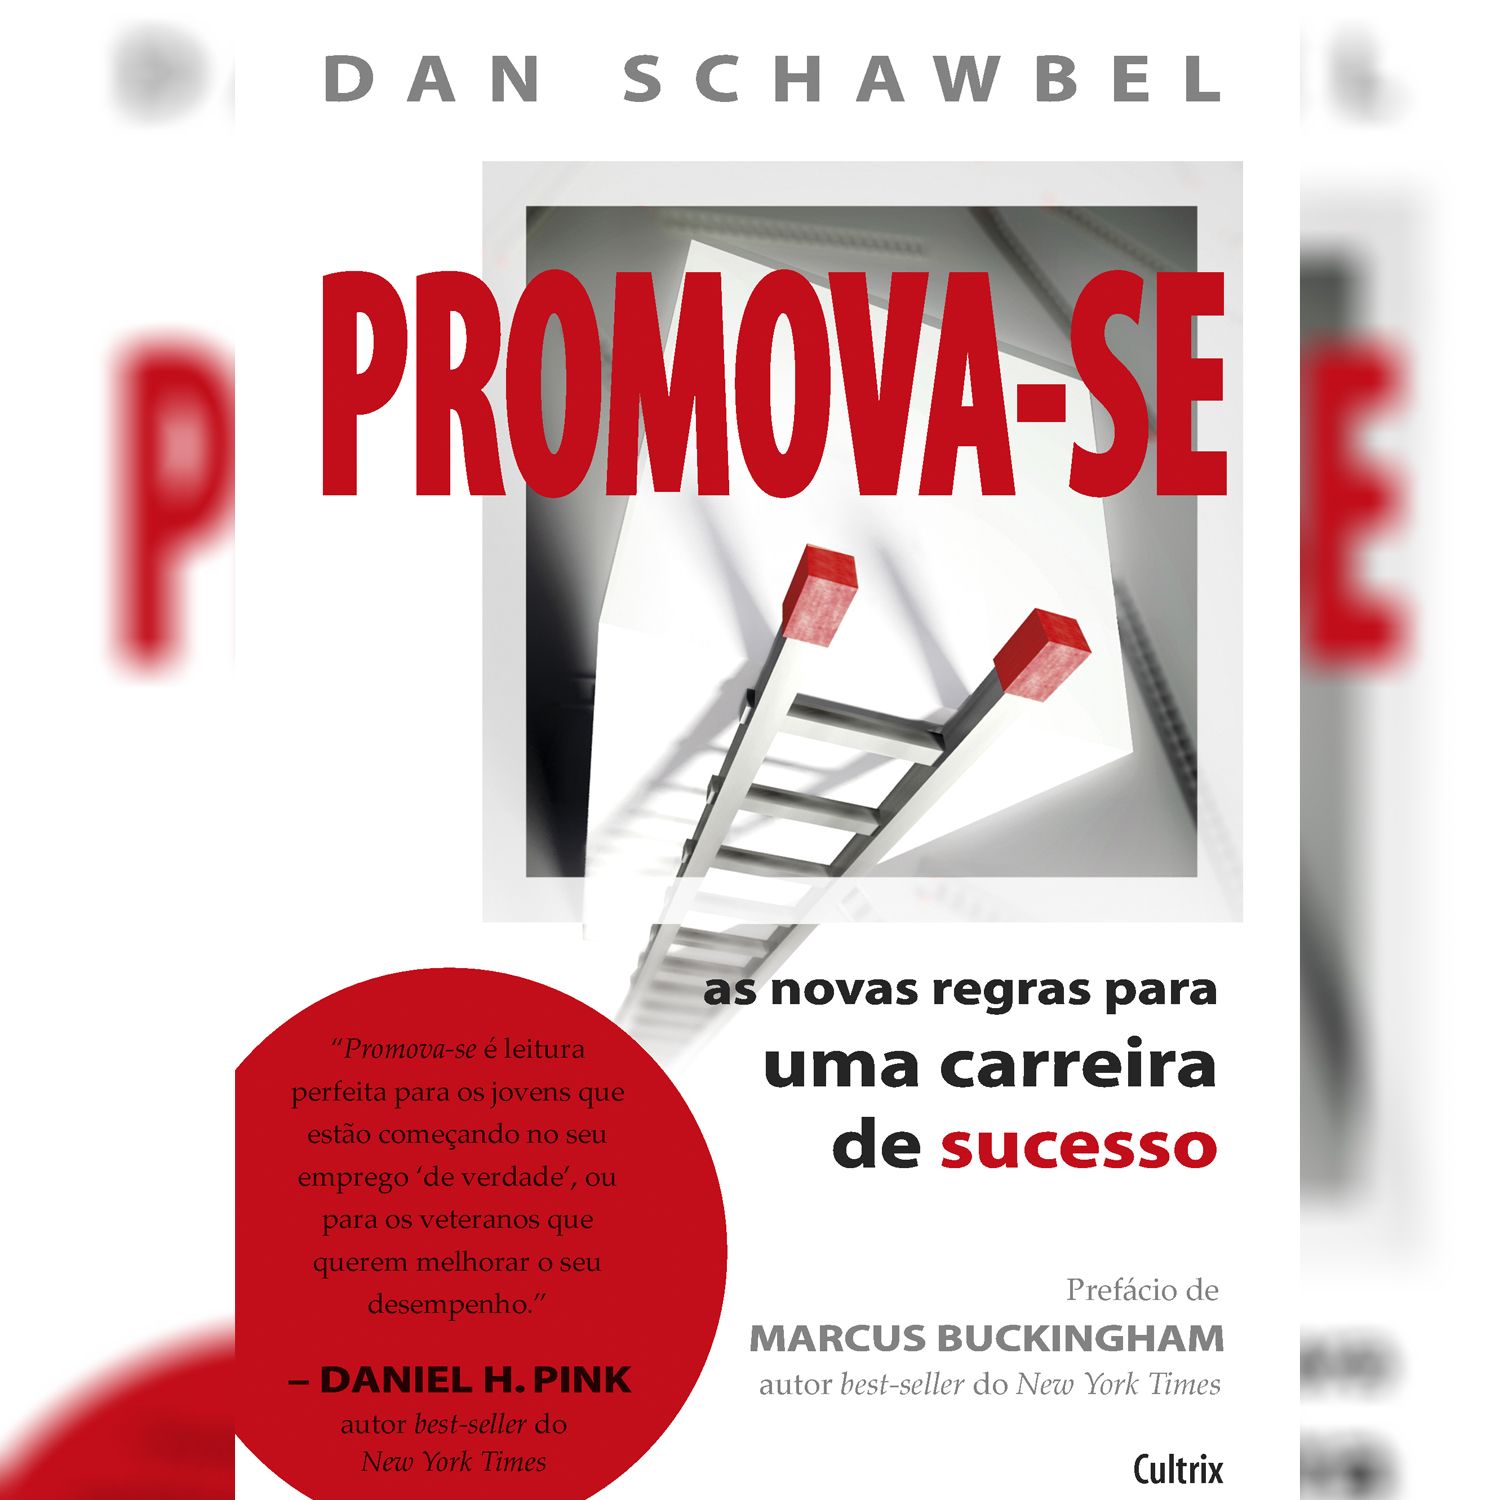 DAN SCHAWBEL
PROMOVA-SE
as novas regras para
uma carreira
de sucesso
“Promova-se é leitura
perfeita para os jovens que
estão começando no seu
emprego ‘de verdade’, ou
para os veteranos que
querem melhorar o seu
desempenho.”
– DANIEL H. PINK
autor best-seller do
New York Times
Prefácio de
MARCUS BUCKINGHAM
autor best-seller do New York Times
Cultrix